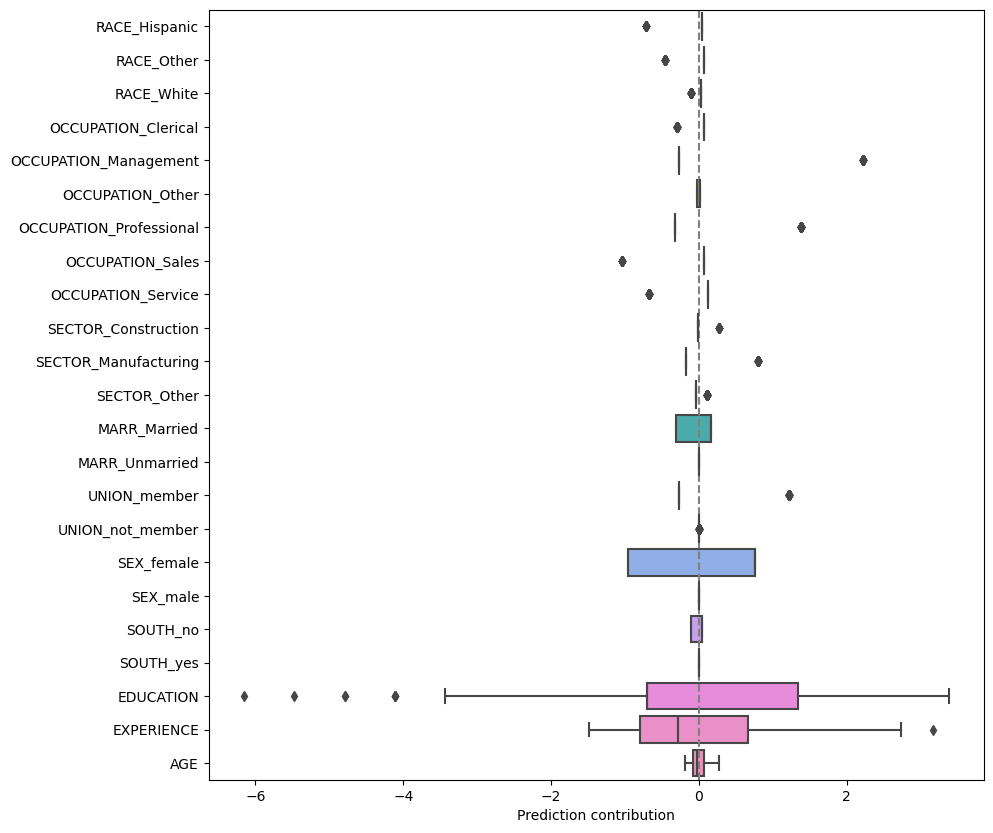 RACE_Hispanic
RACE_Other
RACE_White
OCCUPATION_Clerical
OCCUPATION_Management
OCCUPATION_Other
OCCUPATION_Professional
OCCUPATION_Sales
OCCUPATION_Service
SECTOR_Construction
SECTOR_Manufacturing
SECTOR_Other
MARR_Married
MARR_Unmarried
UNION_member
UNION_not_member
SEX_female
SEX_male
SOUTH_no
SOUTH_yes
EDUCATION
EXPERIENCE
AGE
−6 −4 −2 0 2
Prediction contribution